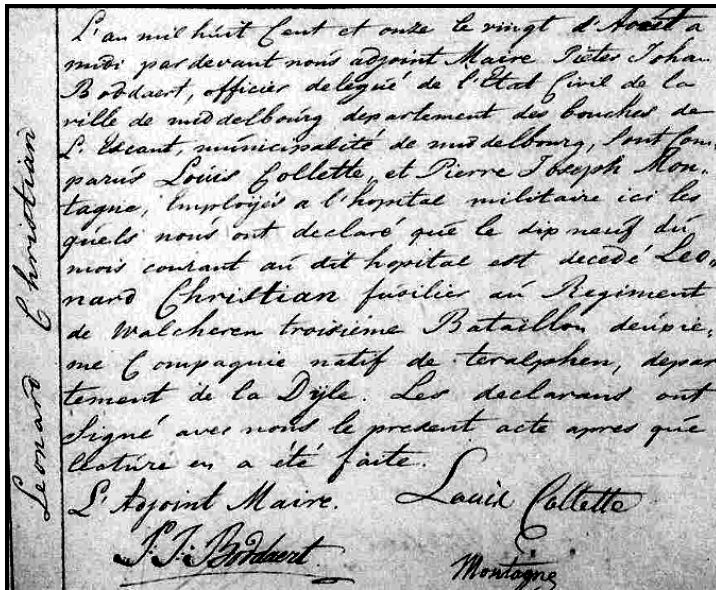 Leonard Christian
L'an mil huit Cent et onze le vingt d'Août a
midi par devant nous adjoint Maire Pieter Johan
Boddaert, officier delegué de l'Etat Civil de la
ville de middelbourg departement des bouches de
L'Escaut, municipalité de middelbourg, sont Com,
parus Louis Collette, et Pierre Joseph Mon,
tagne, Employés a l'hopital militaire ici les
quels nous ont declaré que le dix neuf du
mois courant au dit hopital est decedé Leo,
nard Christian fusilier au Regiment
de Walcheren troisiéme Bataillon deuxie,
me Compagnie natif de teralphen, depar
tement de la Dÿle. Les declarans ont
Signé avec nous le present acte apres que
lecture en a été faite.
L'Adjoint Maire. Louis Collette
P: J: Boddaert.
Montagne